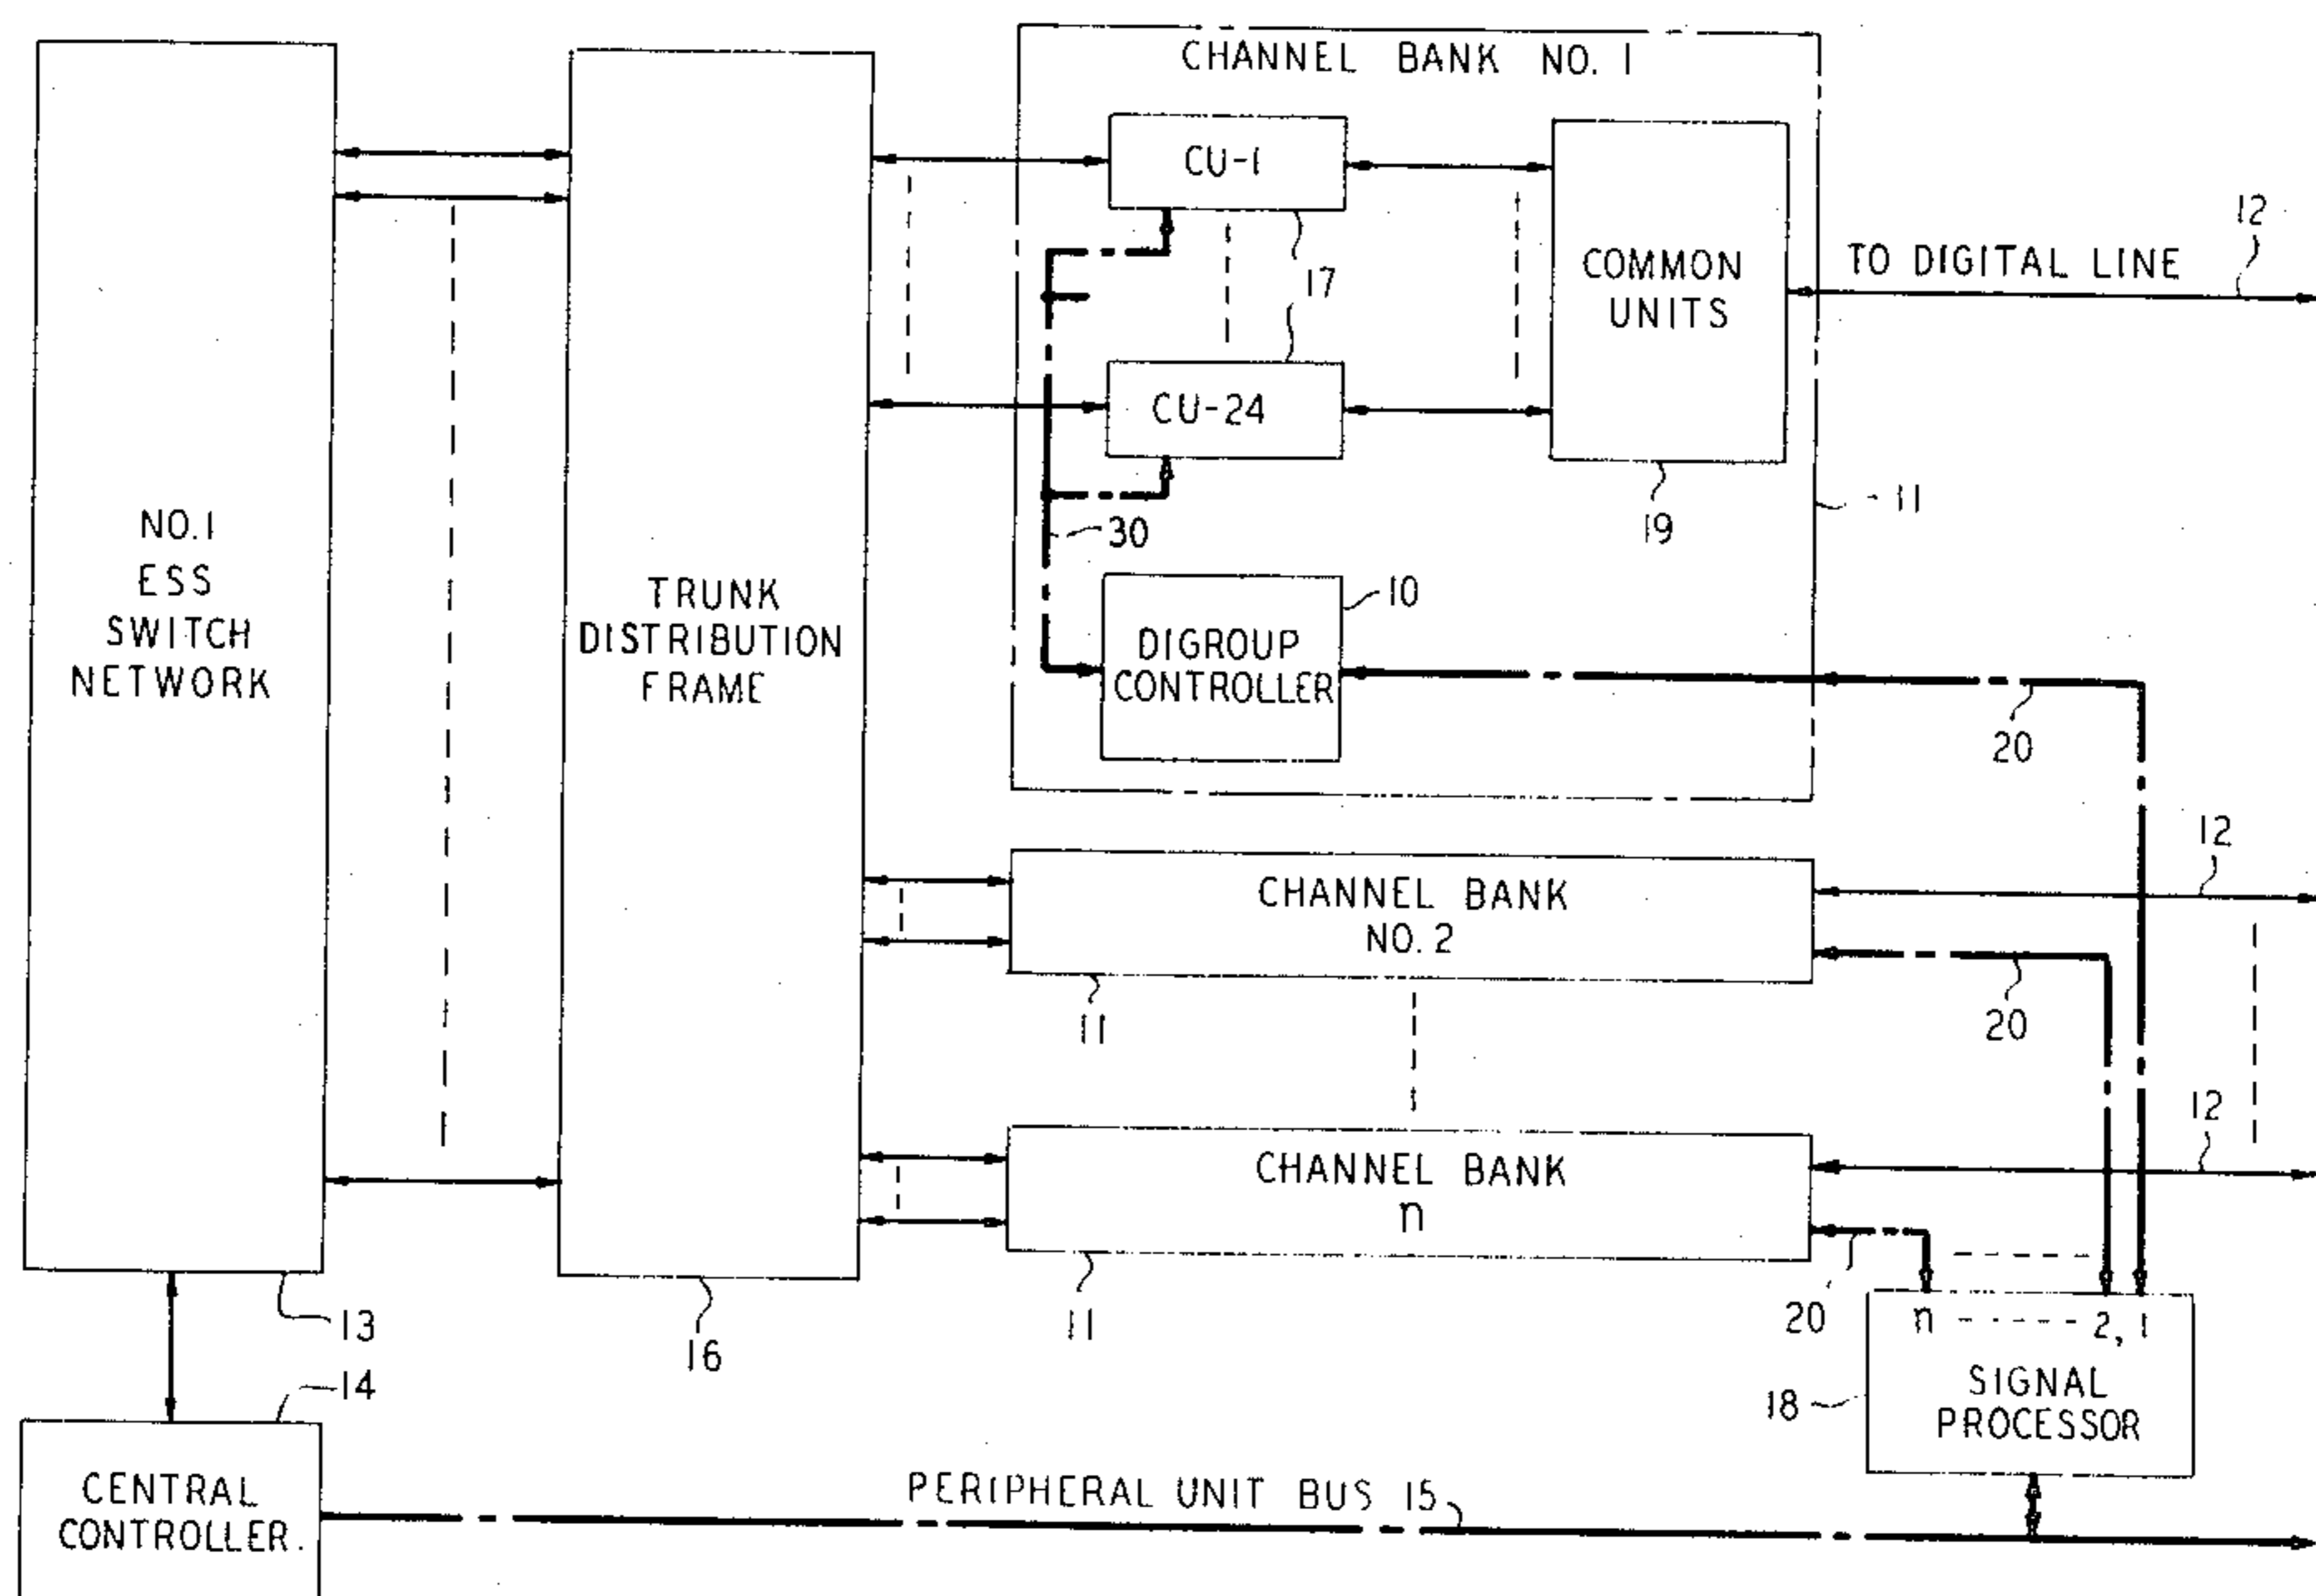 CHANNEL BANK NO. 1
CU-1
17
CU-24
COMMON
UNITS
19
TO DIGITAL LINE
12
11
30
10
DIGROUP
CONTROLLER
20
NO. 1
ESS
SWITCH
NETWORK
TRUNK
DISTRIBUTION
FRAME
CHANNEL BANK
NO. 2
12
20
11
CHANNEL BANK
n
12
20
11
13
16
14
n 2, 1
SIGNAL
PROCESSOR
18
CENTRAL
CONTROLLER.
PERIPHERAL UNIT BUS 15